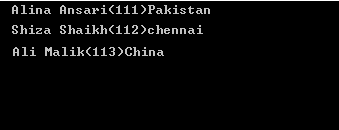 Alina Ansari(111)Pakistan
Shiza Shaikh(112)chennai
Ali Malik(113)China